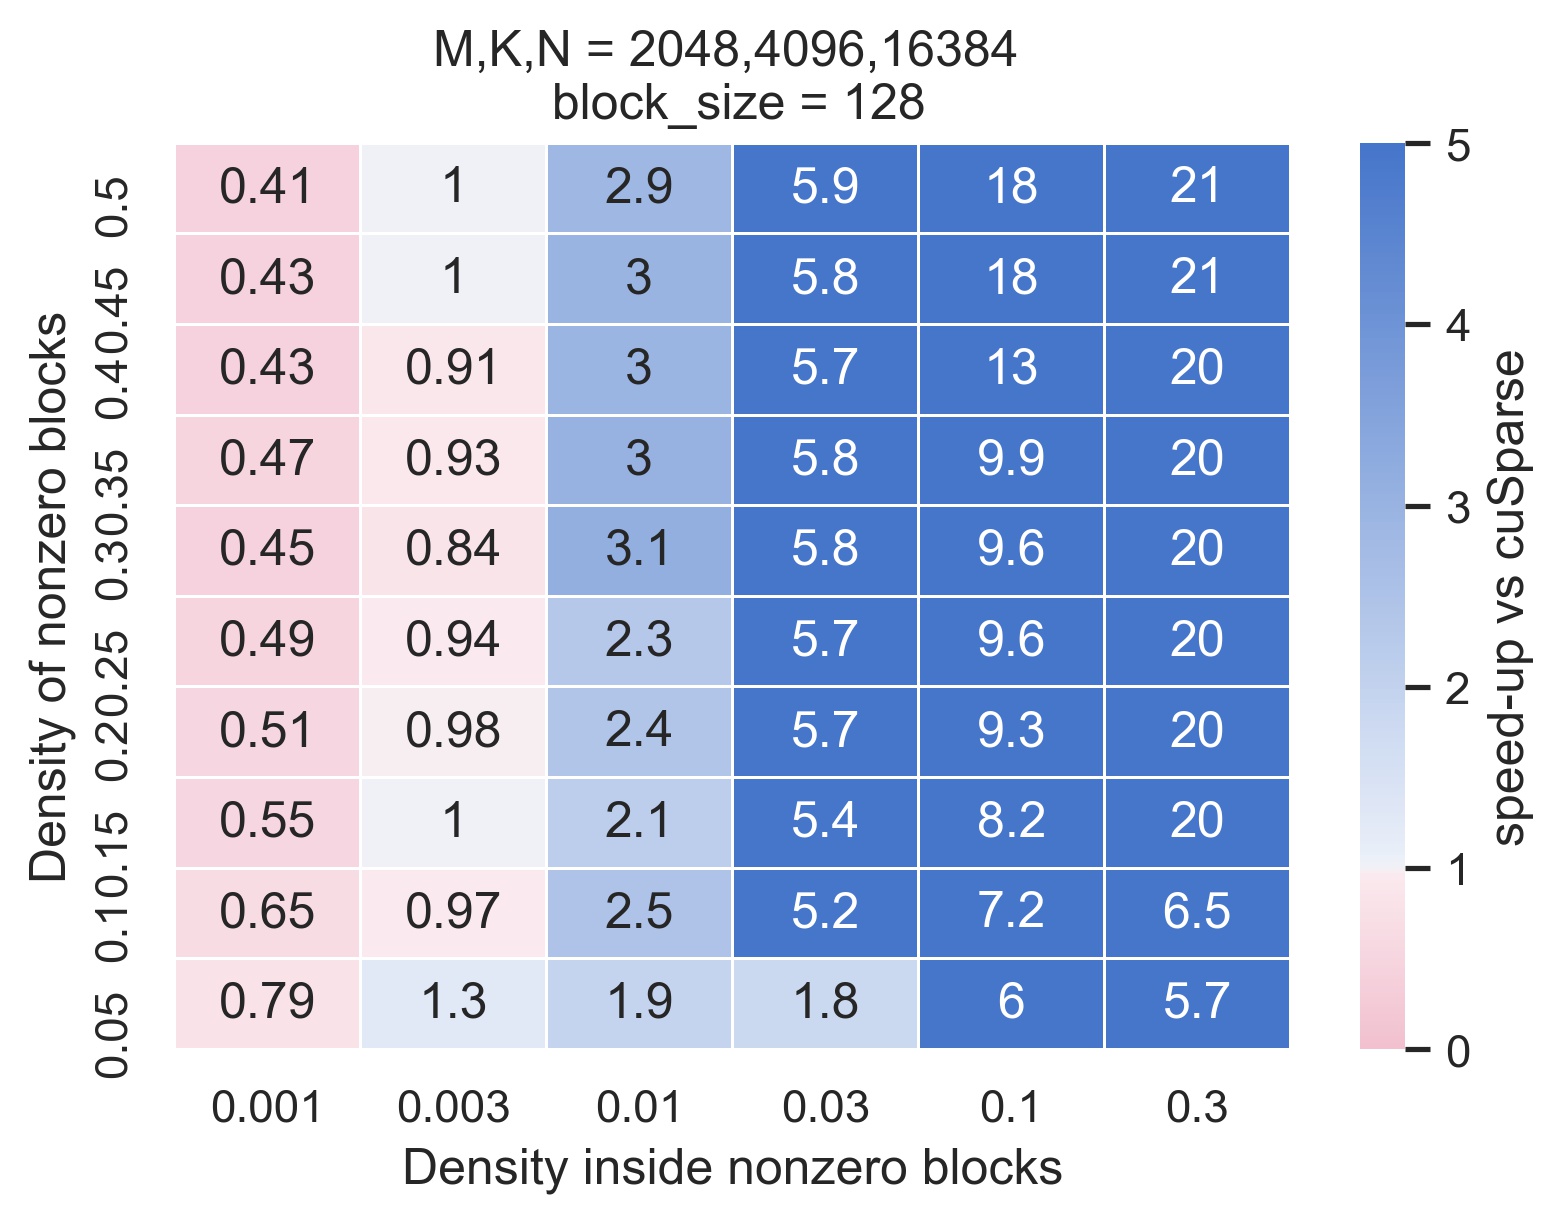 M,K,N = 2048,4096,16384
block_size = 128
0.5 0.41 1 2.9 5.9 18 21
0.45 0.43 1 3 5.8 18 21
0.4 0.43 0.91 3 5.7 13 20
0.35 0.47 0.93 3 5.8 9.9 20
0.3 0.45 0.84 3.1 5.8 9.6 20
0.25 0.49 0.94 2.3 5.7 9.6 20
0.2 0.51 0.98 2.4 5.7 9.3 20
0.15 0.55 1 2.1 5.4 8.2 20
0.1 0.65 0.97 2.5 5.2 7.2 6.5
0.05 0.79 1.3 1.9 1.8 6 5.7
0.001 0.003 0.01 0.03 0.1 0.3
Density inside nonzero blocks
Density of nonzero blocks
5
4
3
2
1
0
speed-up vs cuSparse